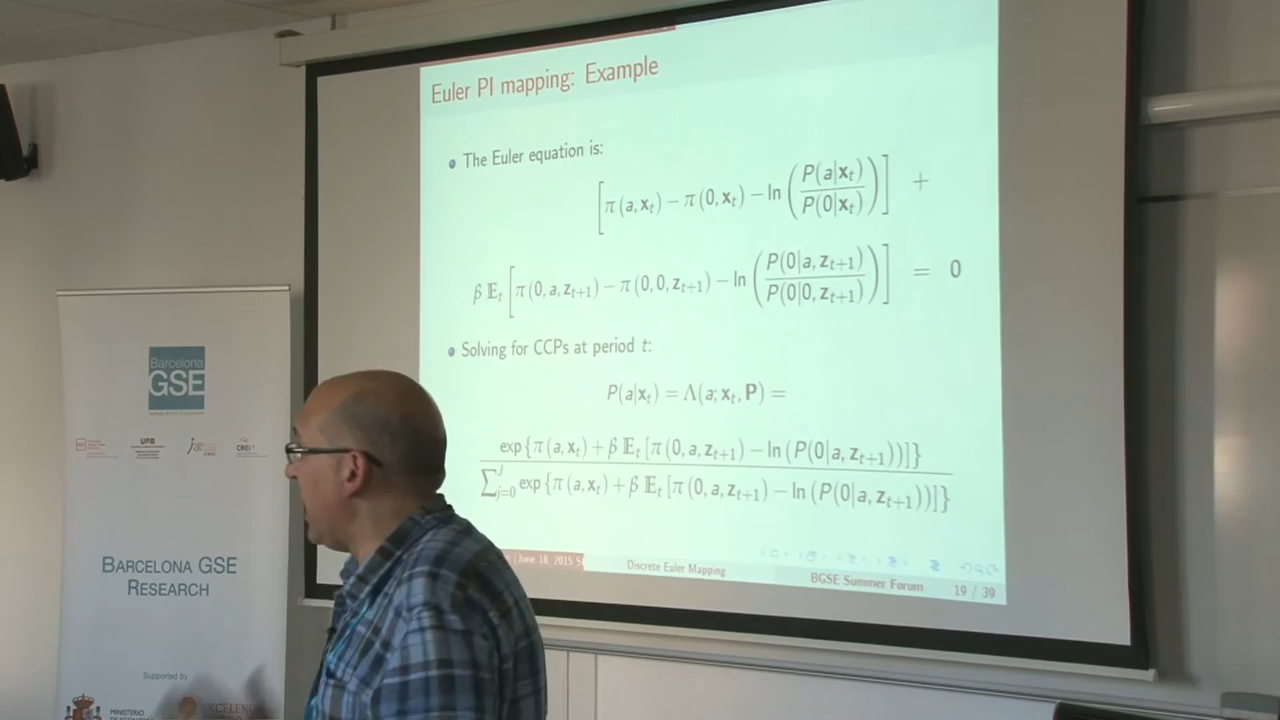 Euler PI mapping: Example
• The Euler equation is:
[π(a, x_t) − π(0, x_t) − ln (P(a|x_t) / P(0|x_t))] +
β 𝔼_t [π(0, a, z_{t+1}) − π(0, 0, z_{t+1}) − ln (P(0|a, z_{t+1}) / P(0|0, z_{t+1}))] = 0
• Solving for CCPs at period t:
P(a|x_t) = Λ(a; x_t, P) =
exp{π(a, x_t) + β 𝔼_t [π(0, a, z_{t+1}) − ln (P(0|a, z_{t+1}))]}
∑_{j=0}^{J} exp{π(a, x_t) + β 𝔼_t [π(0, a, z_{t+1}) − ln (P(0|a, z_{t+1}))]}
June 18, 2015
Discrete Euler Mapping
BGSE Summer Forum
19 / 39
Barcelona
GSE
UAB
CREi
BARCELONA GSE
RESEARCH
Supported by
MINISTERIO